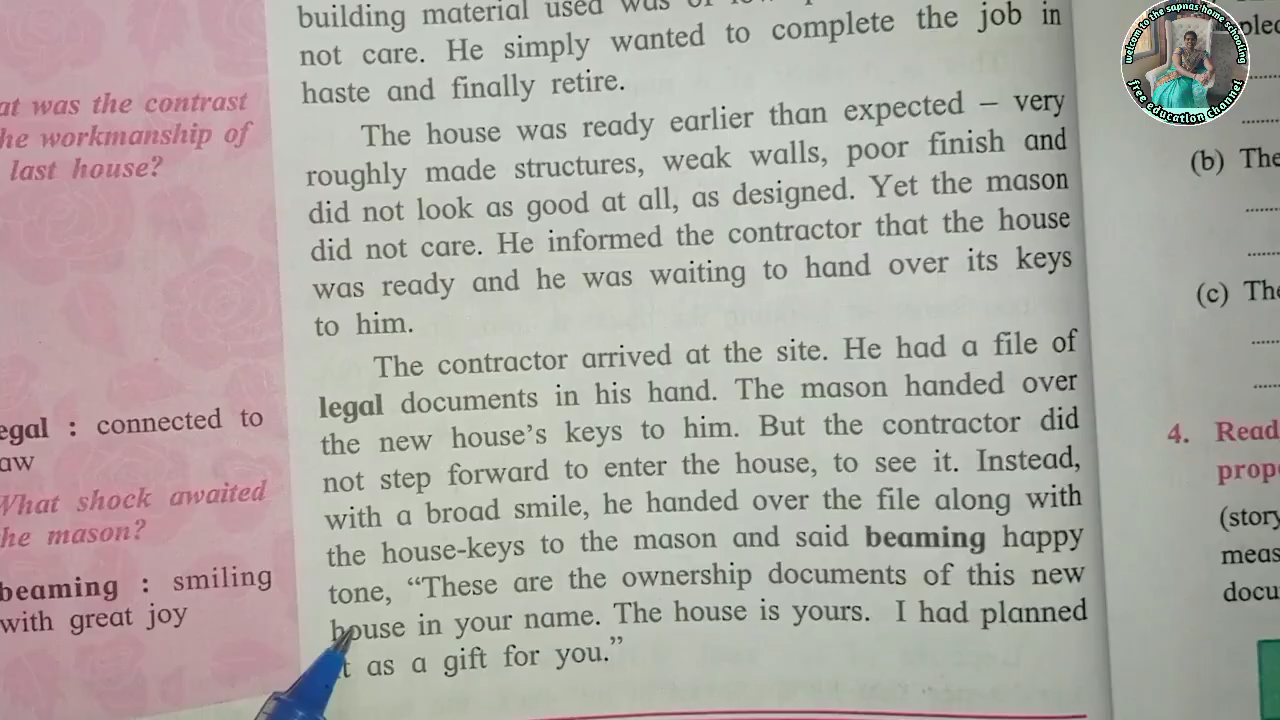 building material used was of
not care. He simply wanted to complete the job in
haste and finally retire.
The house was ready earlier than expected – very
roughly made structures, weak walls, poor finish and
did not look as good at all, as designed. Yet the mason
did not care. He informed the contractor that the house
was ready and he was waiting to hand over its keys
to him.
The contractor arrived at the site. He had a file of
legal documents in his hand. The mason handed over
the new house's keys to him. But the contractor did
not step forward to enter the house, to see it. Instead,
with a broad smile, he handed over the file along with
the house-keys to the mason and said beaming happy
tone, “These are the ownership documents of this new
house in your name. The house is yours. I had planned
as a gift for you.”
at was the contrast
he workmanship of
last house?
egal : connected to
aw
What shock awaited
he mason?
beaming : smiling
with great joy
(b) The
(c) The
4. Read
prop
(story
meas
docu
welcom to the sapnas home schooling
free education channel